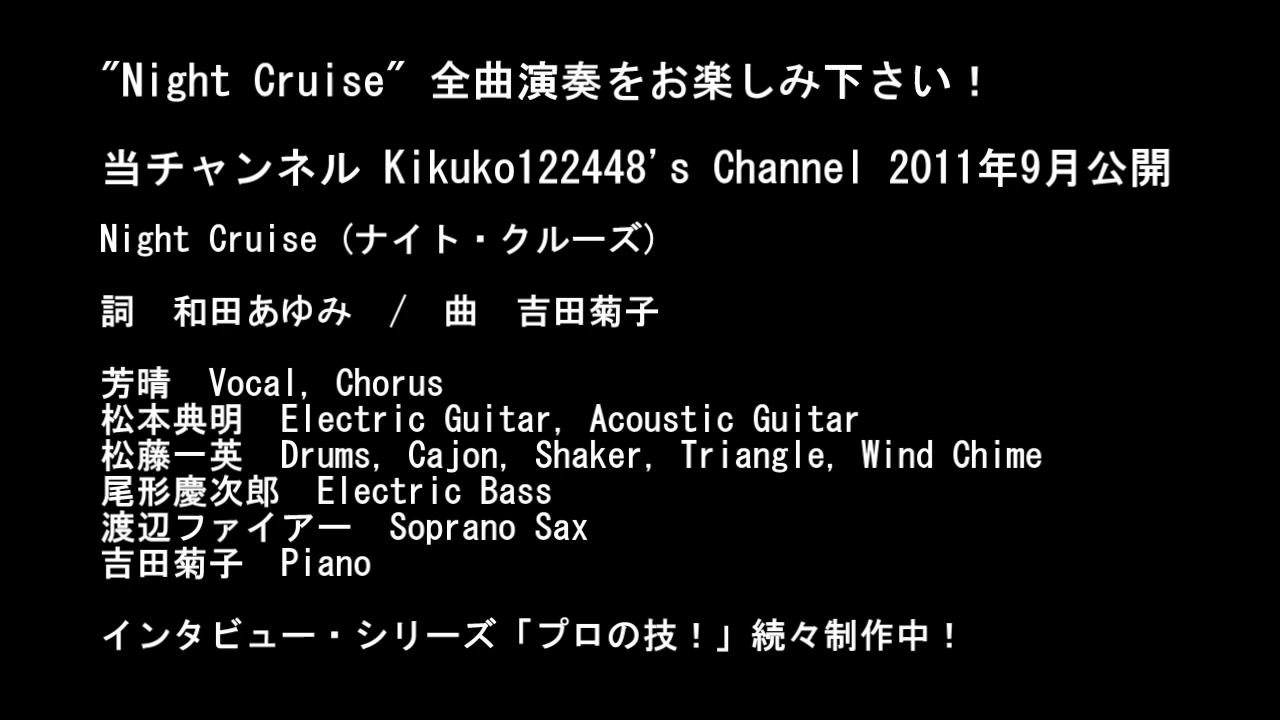 "Night Cruise" 全曲演奏をお楽しみ下さい！
当チャンネル Kikuko122448's Channel 2011年9月公開
Night Cruise (ナイト・クルーズ)
詞　和田あゆみ　/　曲　吉田菊子
芳晴　Vocal, Chorus
松本典明　Electric Guitar, Acoustic Guitar
松藤一英　Drums, Cajon, Shaker, Triangle, Wind Chime
尾形慶次郎　Electric Bass
渡辺ファイアー　Soprano Sax
吉田菊子　Piano
インタビュー・シリーズ「プロの技！」続々制作中！